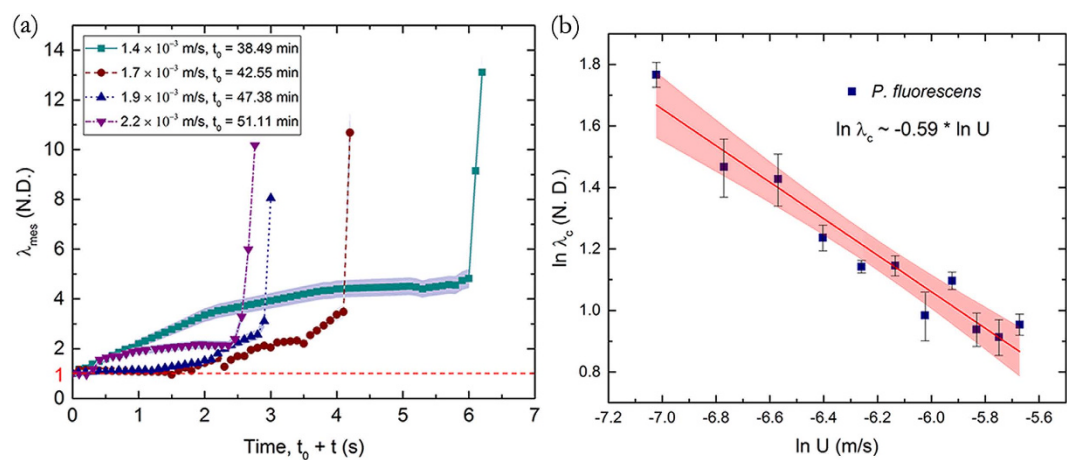 (a)
1.4 × 10⁻³ m/s, t₀ = 38.49 min
1.7 × 10⁻³ m/s, t₀ = 42.55 min
1.9 × 10⁻³ m/s, t₀ = 47.38 min
2.2 × 10⁻³ m/s, t₀ = 51.11 min
λmes (N.D.)
14
12
10
8
6
4
2
1
0
0 1 2 3 4 5 6 7
Time, t₀ + t (s)
(b)
P. fluorescens
ln λc ~ -0.59 * ln U
ln λc (N. D.)
1.8
1.6
1.4
1.2
1.0
0.8
-7.2 -7.0 -6.8 -6.6 -6.4 -6.2 -6.0 -5.8 -5.6
ln U (m/s)